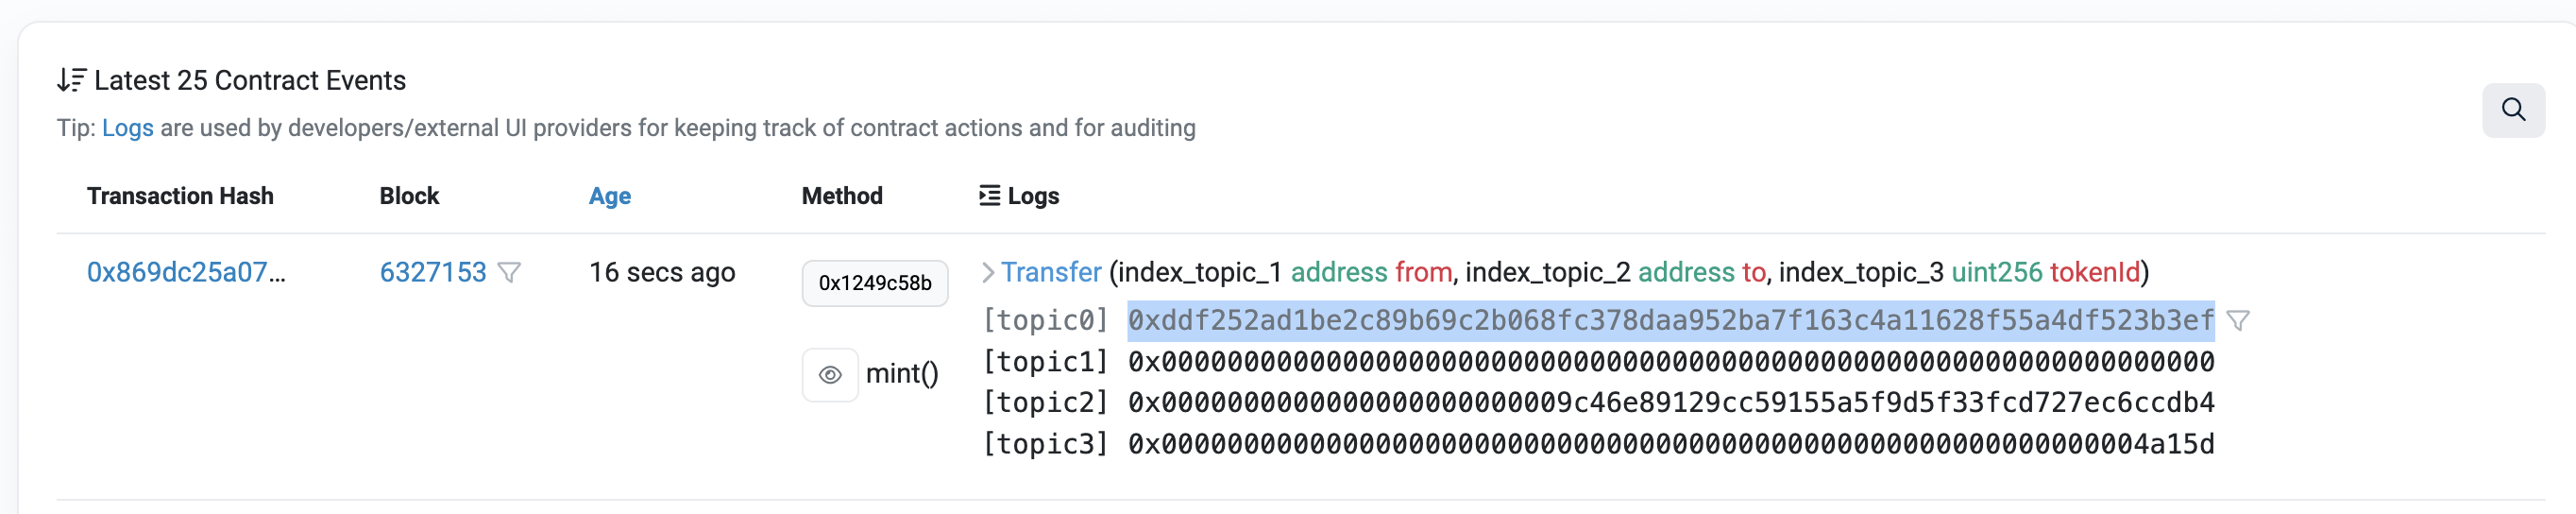 Latest 25 Contract Events
Tip: Logs are used by developers/external UI providers for keeping track of contract actions and for auditing
Transaction Hash Block Age Method Logs
0x869dc25a07... 6327153 16 secs ago 0x1249c58b Transfer (index_topic_1 address from, index_topic_2 address to, index_topic_3 uint256 tokenId)
[topic0] 0xddf252ad1be2c89b69c2b068fc378daa952ba7f163c4a11628f55a4df523b3ef
[topic1] 0x0000000000000000000000000000000000000000000000000000000000000000
mint()
[topic2] 0x0000000000000000000000009c46e89129cc59155a5f9d5f33fcd727ec6ccdb4
[topic3] 0x000000000000000000000000000000000000000000000000000000000004a15d